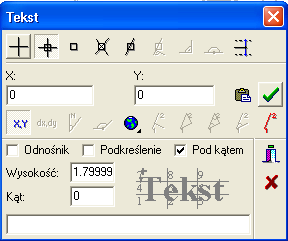 Tekst
X: Y:
0 0
X,Y dx,dy
Odnośnik Podkreślenie Pod kątem
Wysokość: 1.79999
Kąt: 0
Tekst